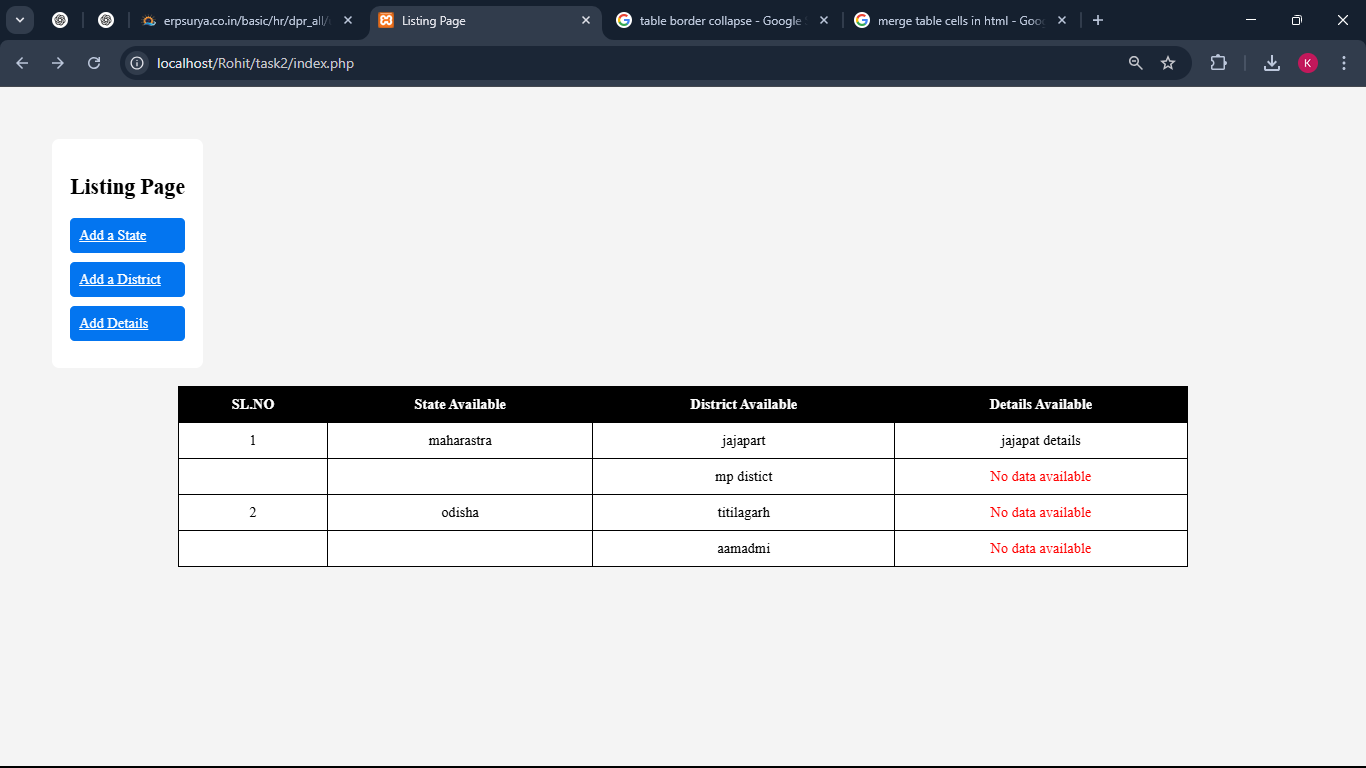 erpsurya.co.in/basic/hr/dpr_all/
Listing Page
table border collapse - Google
merge table cells in html - Goo
localhost/Rohit/task2/index.php
K
Listing Page
Add a State
Add a District
Add Details
SL.NO State Available District Available Details Available
1 maharastra jajapart jajapat details
mp distict No data available
2 odisha titilagarh No data available
aamadmi No data available